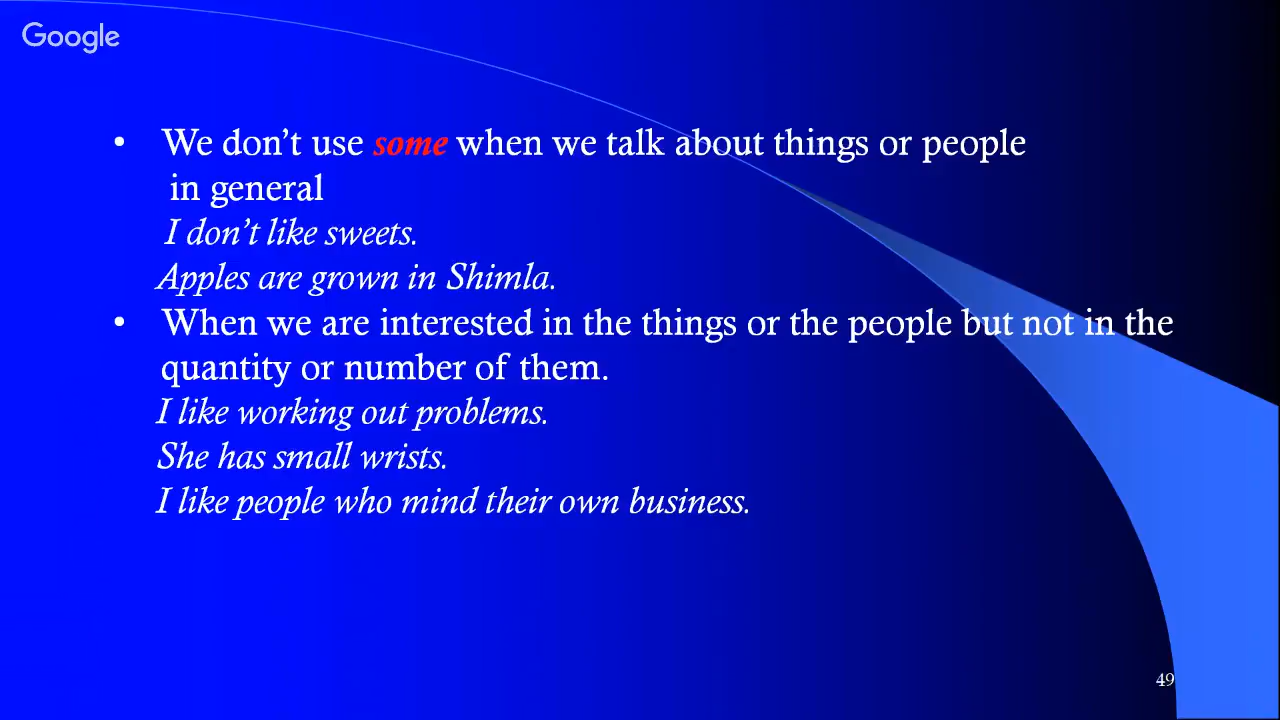 Google
• We don’t use some when we talk about things or people
in general
I don’t like sweets.
Apples are grown in Shimla.
• When we are interested in the things or the people but not in the
quantity or number of them.
I like working out problems.
She has small wrists.
I like people who mind their own business.
49